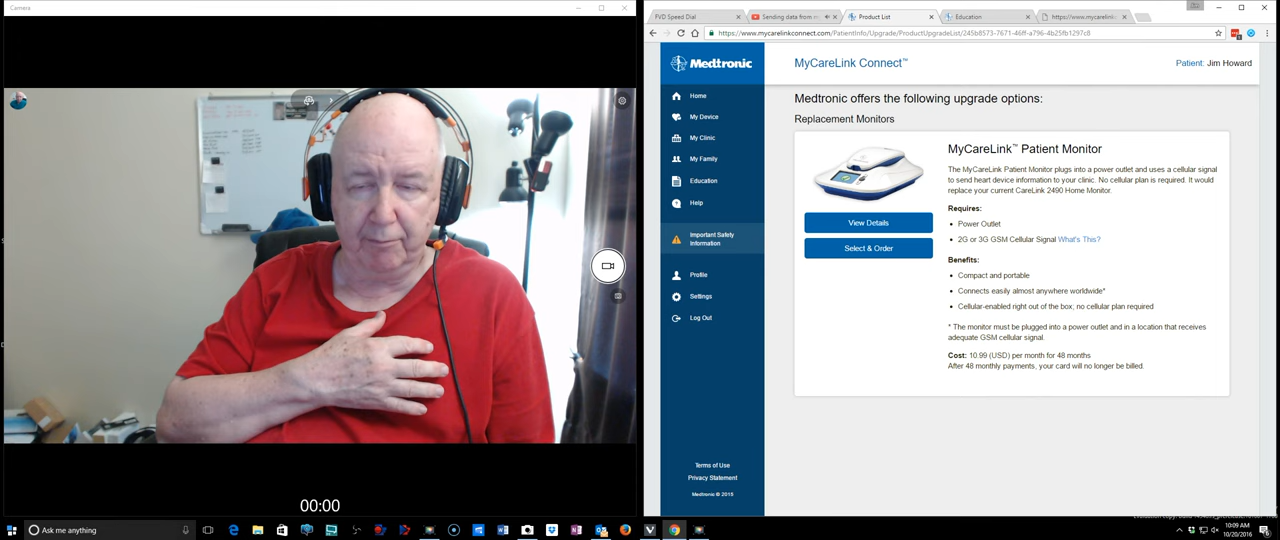 Camera
00:00
FVD Speed Dial
Sending data from m
Product List
Education
https://www.mycarelink
https://www.mycarelinkconnect.com/PatientInfo/Upgrade/ProductUpgradeList/245b8573-7671-46ff-a796-4b25fb1297c8
Medtronic
MyCareLink Connect™
Patient: Jim Howard
Home
My Device
My Clinic
My Family
Education
Help
Important Safety
Information
Profile
Settings
Log Out
Terms of Use
Privacy Statement
Medtronic © 2016
Medtronic offers the following upgrade options:
Replacement Monitors
View Details
Select & Order
MyCareLink™ Patient Monitor
The MyCareLink Patient Monitor plugs into a power outlet and uses a cellular signal
to send heart device information to your clinic. No cellular plan is required. It would
replace your current CareLink 2490 Home Monitor.
Requires:
• Power Outlet
• 2G or 3G GSM Cellular Signal What's This?
Benefits:
• Compact and portable
• Connects easily almost anywhere worldwide*
• Cellular-enabled right out of the box; no cellular plan required
* The monitor must be plugged into a power outlet and in a location that receives
adequate GSM cellular signal.
Cost: 10.99 (USD) per month for 48 months
After 48 monthly payments, your card will no longer be billed.
Ask me anything
10:09 AM
10/20/2016